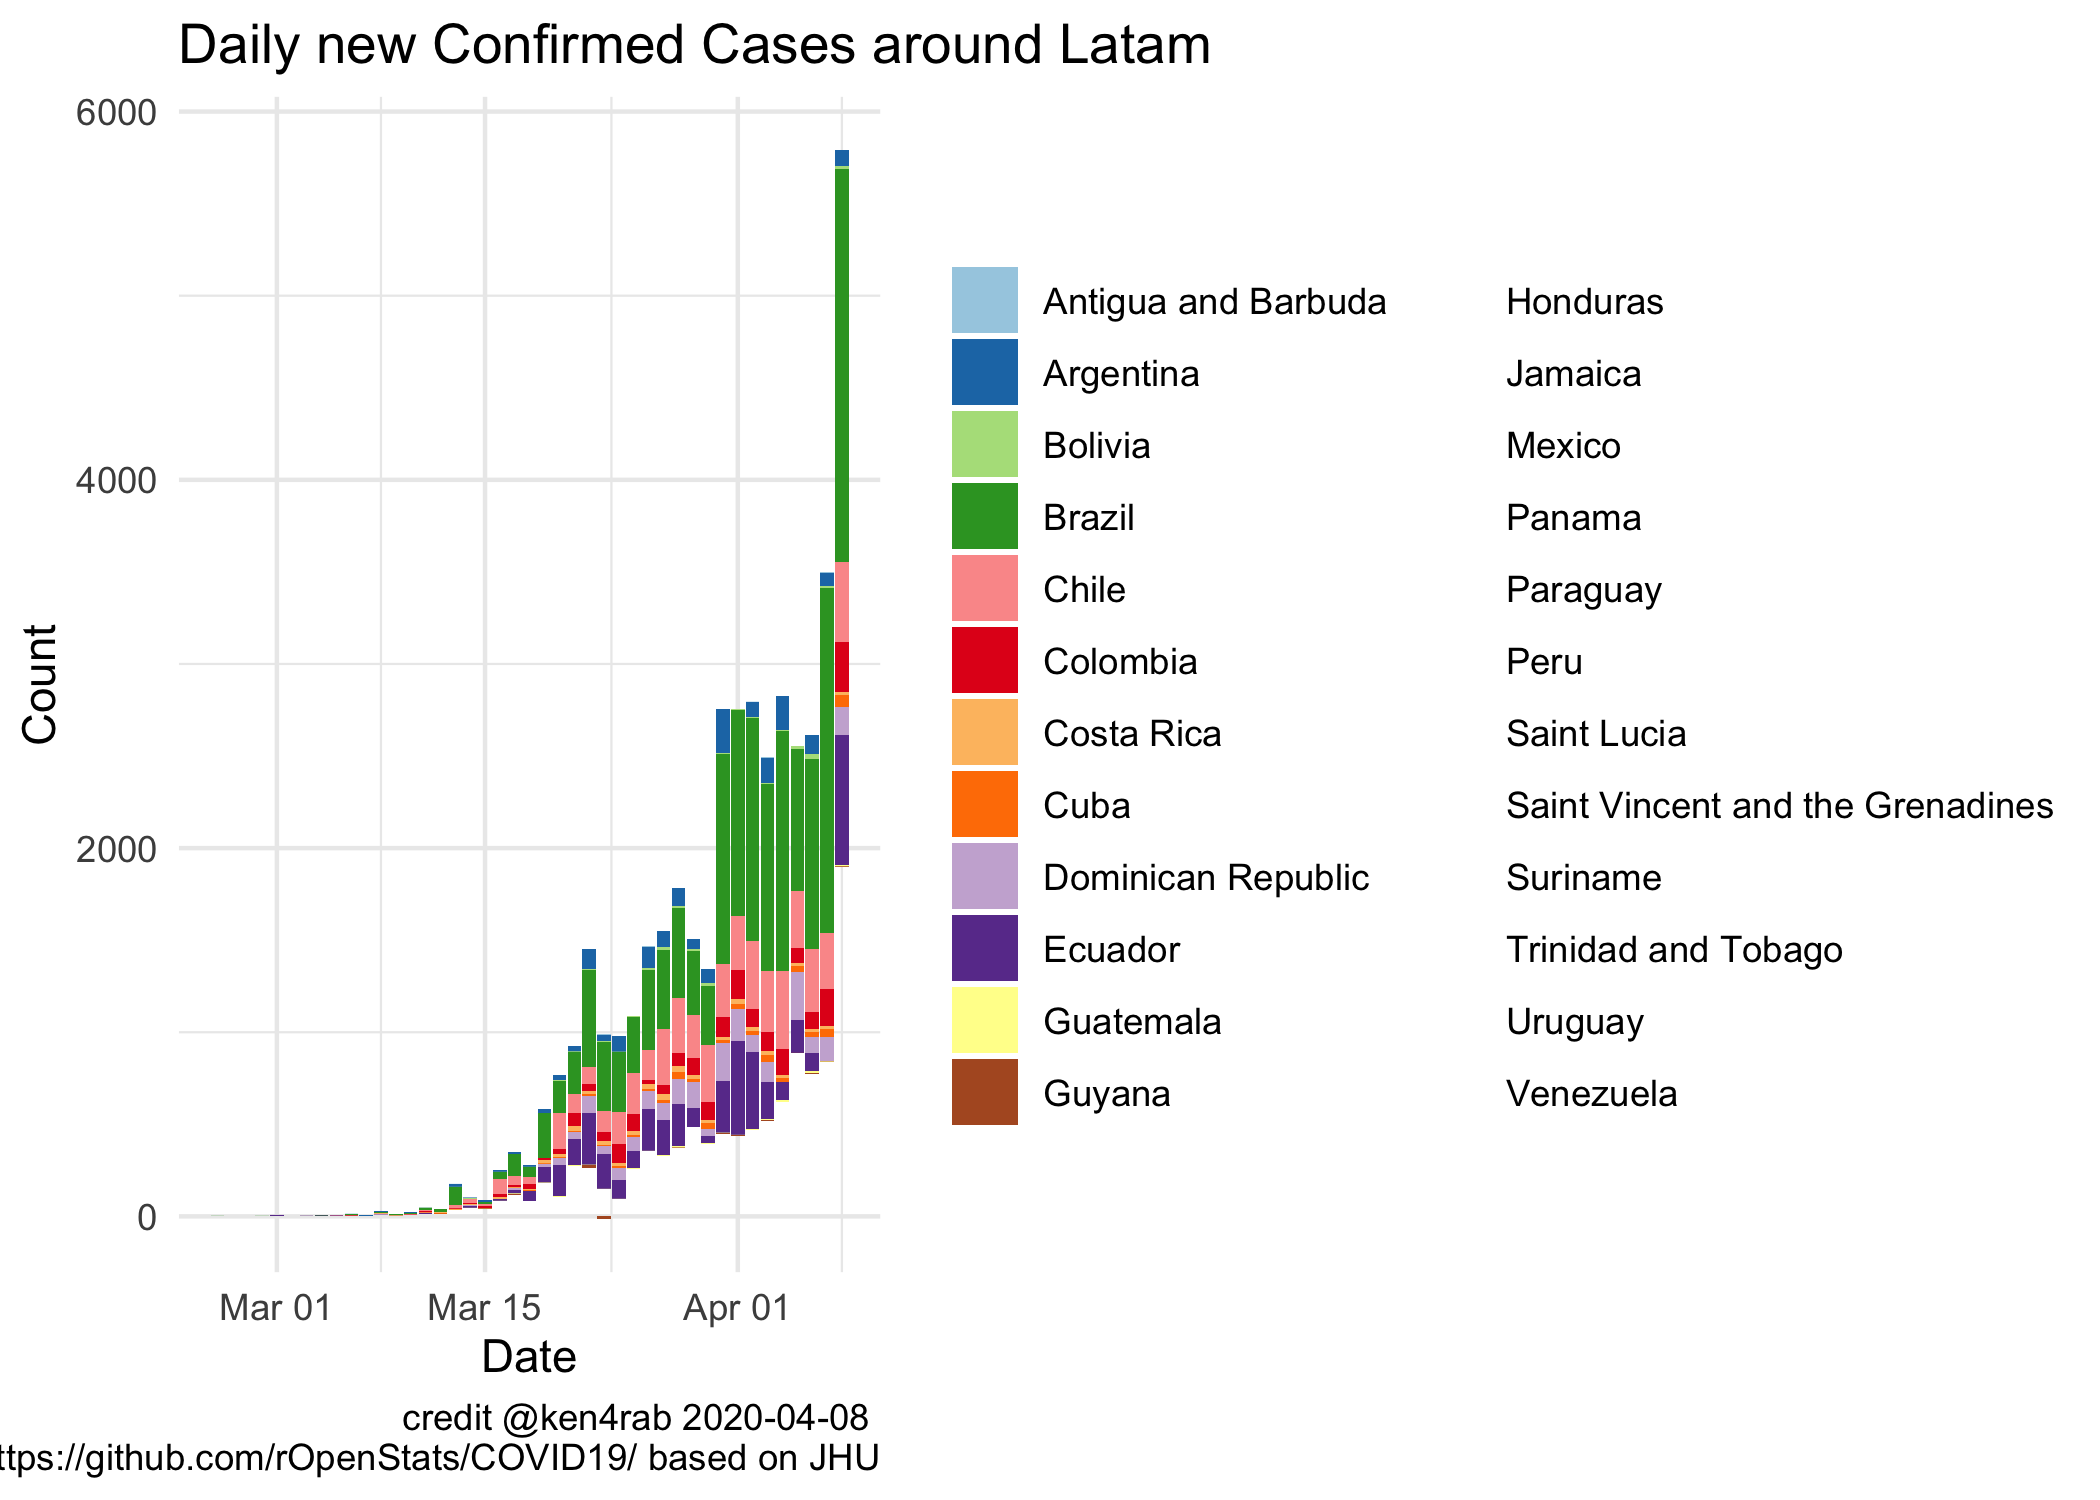 Daily new Confirmed Cases around Latam
6000
4000
2000
0
Count
Mar 01
Mar 15
Apr 01
Date
Antigua and Barbuda
Argentina
Bolivia
Brazil
Chile
Colombia
Costa Rica
Cuba
Dominican Republic
Ecuador
Guatemala
Guyana
Honduras
Jamaica
Mexico
Panama
Paraguay
Peru
Saint Lucia
Saint Vincent and the Grenadines
Suriname
Trinidad and Tobago
Uruguay
Venezuela
credit @ken4rab 2020-04-08
ttps://github.com/rOpenStats/COVID19/ based on JHU